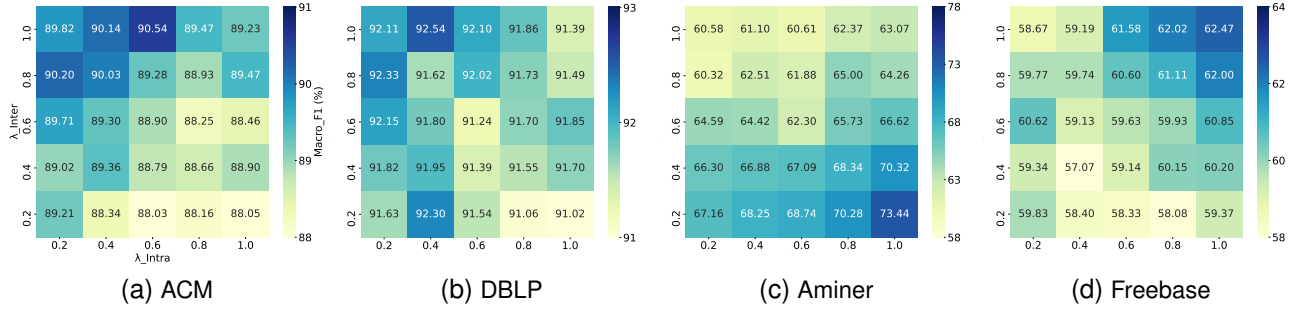 λ_Inter
1.0 89.82 90.14 90.54 89.47 89.23
0.8 90.20 90.03 89.28 88.93 89.47
0.6 89.71 89.30 88.90 88.25 88.46
0.4 89.02 89.36 88.79 88.66 88.90
0.2 89.21 88.34 88.03 88.16 88.05
0.2 0.4 0.6 0.8 1.0
λ_Intra
91
90
89
88
Macro_F1 (%)
(a) ACM
1.0 92.11 92.54 92.10 91.86 91.39
0.8 92.33 91.62 92.02 91.73 91.49
0.6 92.15 91.80 91.24 91.70 91.85
0.4 91.82 91.95 91.39 91.55 91.70
0.2 91.63 92.30 91.54 91.06 91.02
0.2 0.4 0.6 0.8 1.0
93
92
91
(b) DBLP
1.0 60.58 61.10 60.61 62.37 63.07
0.8 60.32 62.51 61.88 65.00 64.26
0.6 64.59 64.42 62.30 65.73 66.62
0.4 66.30 66.88 67.09 68.34 70.32
0.2 67.16 68.25 68.74 70.28 73.44
0.2 0.4 0.6 0.8 1.0
78
73
68
63
58
(c) Aminer
1.0 58.67 59.19 61.58 62.02 62.47
0.8 59.77 59.74 60.60 61.11 62.00
0.6 60.62 59.13 59.63 59.93 60.85
0.4 59.34 57.07 59.14 60.15 60.20
0.2 59.83 58.40 58.33 58.08 59.37
0.2 0.4 0.6 0.8 1.0
64
62
60
58
(d) Freebase